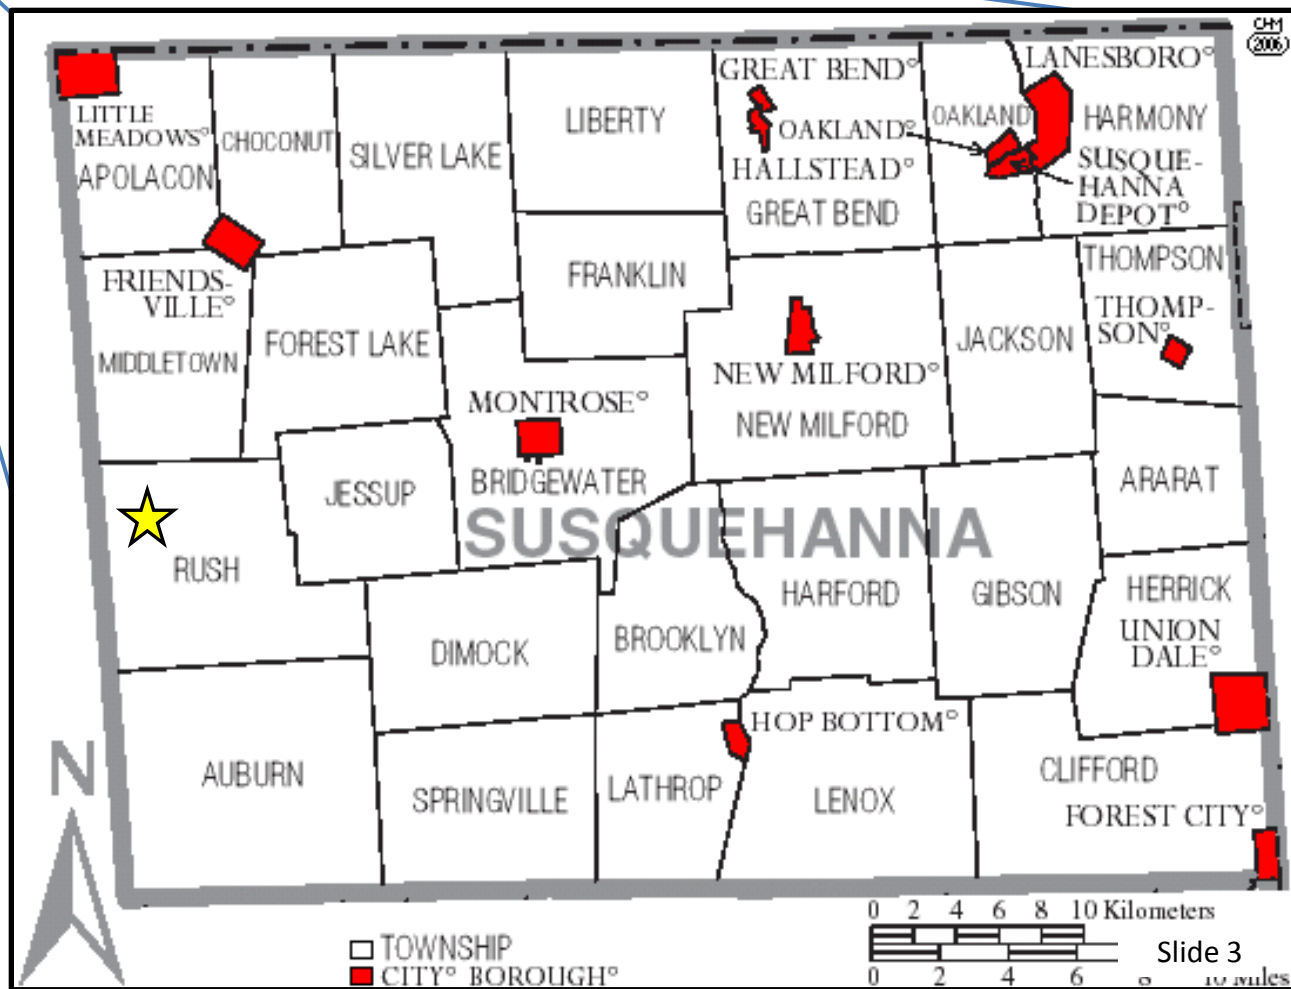 CHM
(2006)
GREAT BEND°
LANESBORO°
LITTLE
MEADOWS°
APOLACON
CHOCONUT
SILVER LAKE
LIBERTY
OAKLAND
OAKLAND°
HARMONY
HALLSTEAD°
GREAT BEND
SUSQUE-
HANNA
DEPOT°
FRIENDS-
VILLE°
MIDDLETOWN
FOREST LAKE
FRANKLIN
THOMPSON
THOMP-
SON°
JACKSON
NEW MILFORD°
NEW MILFORD
MONTROSE°
BRIDGEWATER
JESSUP
ARARAT
SUSQUEHANNA
RUSH
HARFORD
GIBSON
HERRICK
UNION
DALE°
DIMOCK
BROOKLYN
HOP BOTTOM°
AUBURN
SPRINGVILLE
LATHROP
LENOX
CLIFFORD
FOREST CITY°
N
0 2 4 6 8 10 Kilometers
0 2 4 6 8 10 Miles
TOWNSHIP
CITY° BOROUGH°
Slide 3